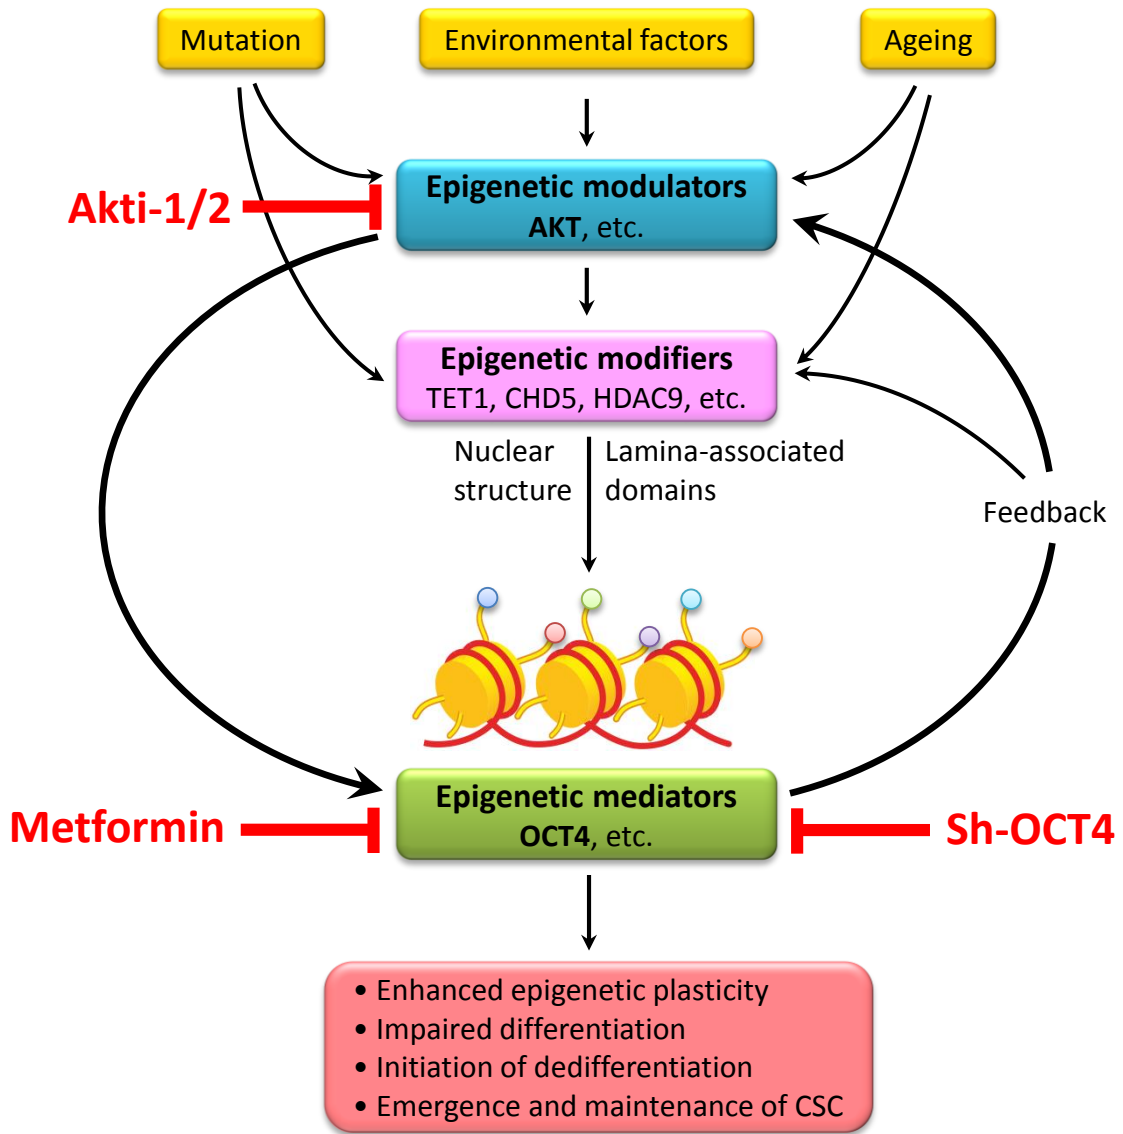 Mutation
Environmental factors
Ageing
Epigenetic modulators
AKT, etc.
Akti-1/2
Epigenetic modifiers
TET1, CHD5, HDAC9, etc.
Nuclear
structure
Lamina-associated
domains
Feedback
Epigenetic mediators
OCT4, etc.
Metformin
Sh-OCT4
• Enhanced epigenetic plasticity
• Impaired differentiation
• Initiation of dedifferentiation
• Emergence and maintenance of CSC